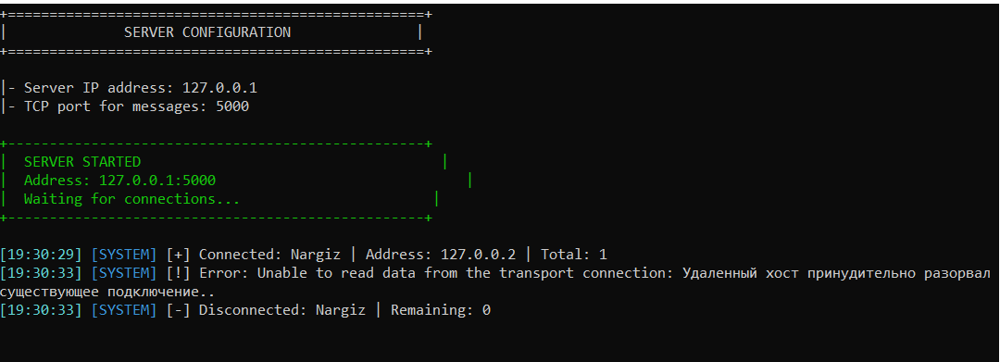 +==================================================+
|              SERVER CONFIGURATION               |
+==================================================+
|- Server IP address: 127.0.0.1
|- TCP port for messages: 5000
+--------------------------------------------------+
|  SERVER STARTED                                    |
|  Address: 127.0.0.1:5000                              |
|  Waiting for connections...                       |
+--------------------------------------------------+
[19:30:29] [SYSTEM] [+] Connected: Nargiz | Address: 127.0.0.2 | Total: 1
[19:30:33] [SYSTEM] [!] Error: Unable to read data from the transport connection: Удаленный хост принудительно разорвал
существующее подключение..
[19:30:33] [SYSTEM] [-] Disconnected: Nargiz | Remaining: 0